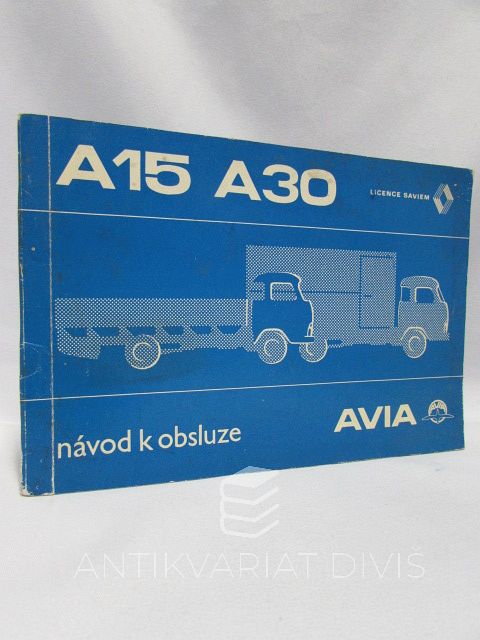 A15 A30
LICENCE SAVIEM
návod k obsluze
AVIA
ANTIKVARIAT DIVIŠ